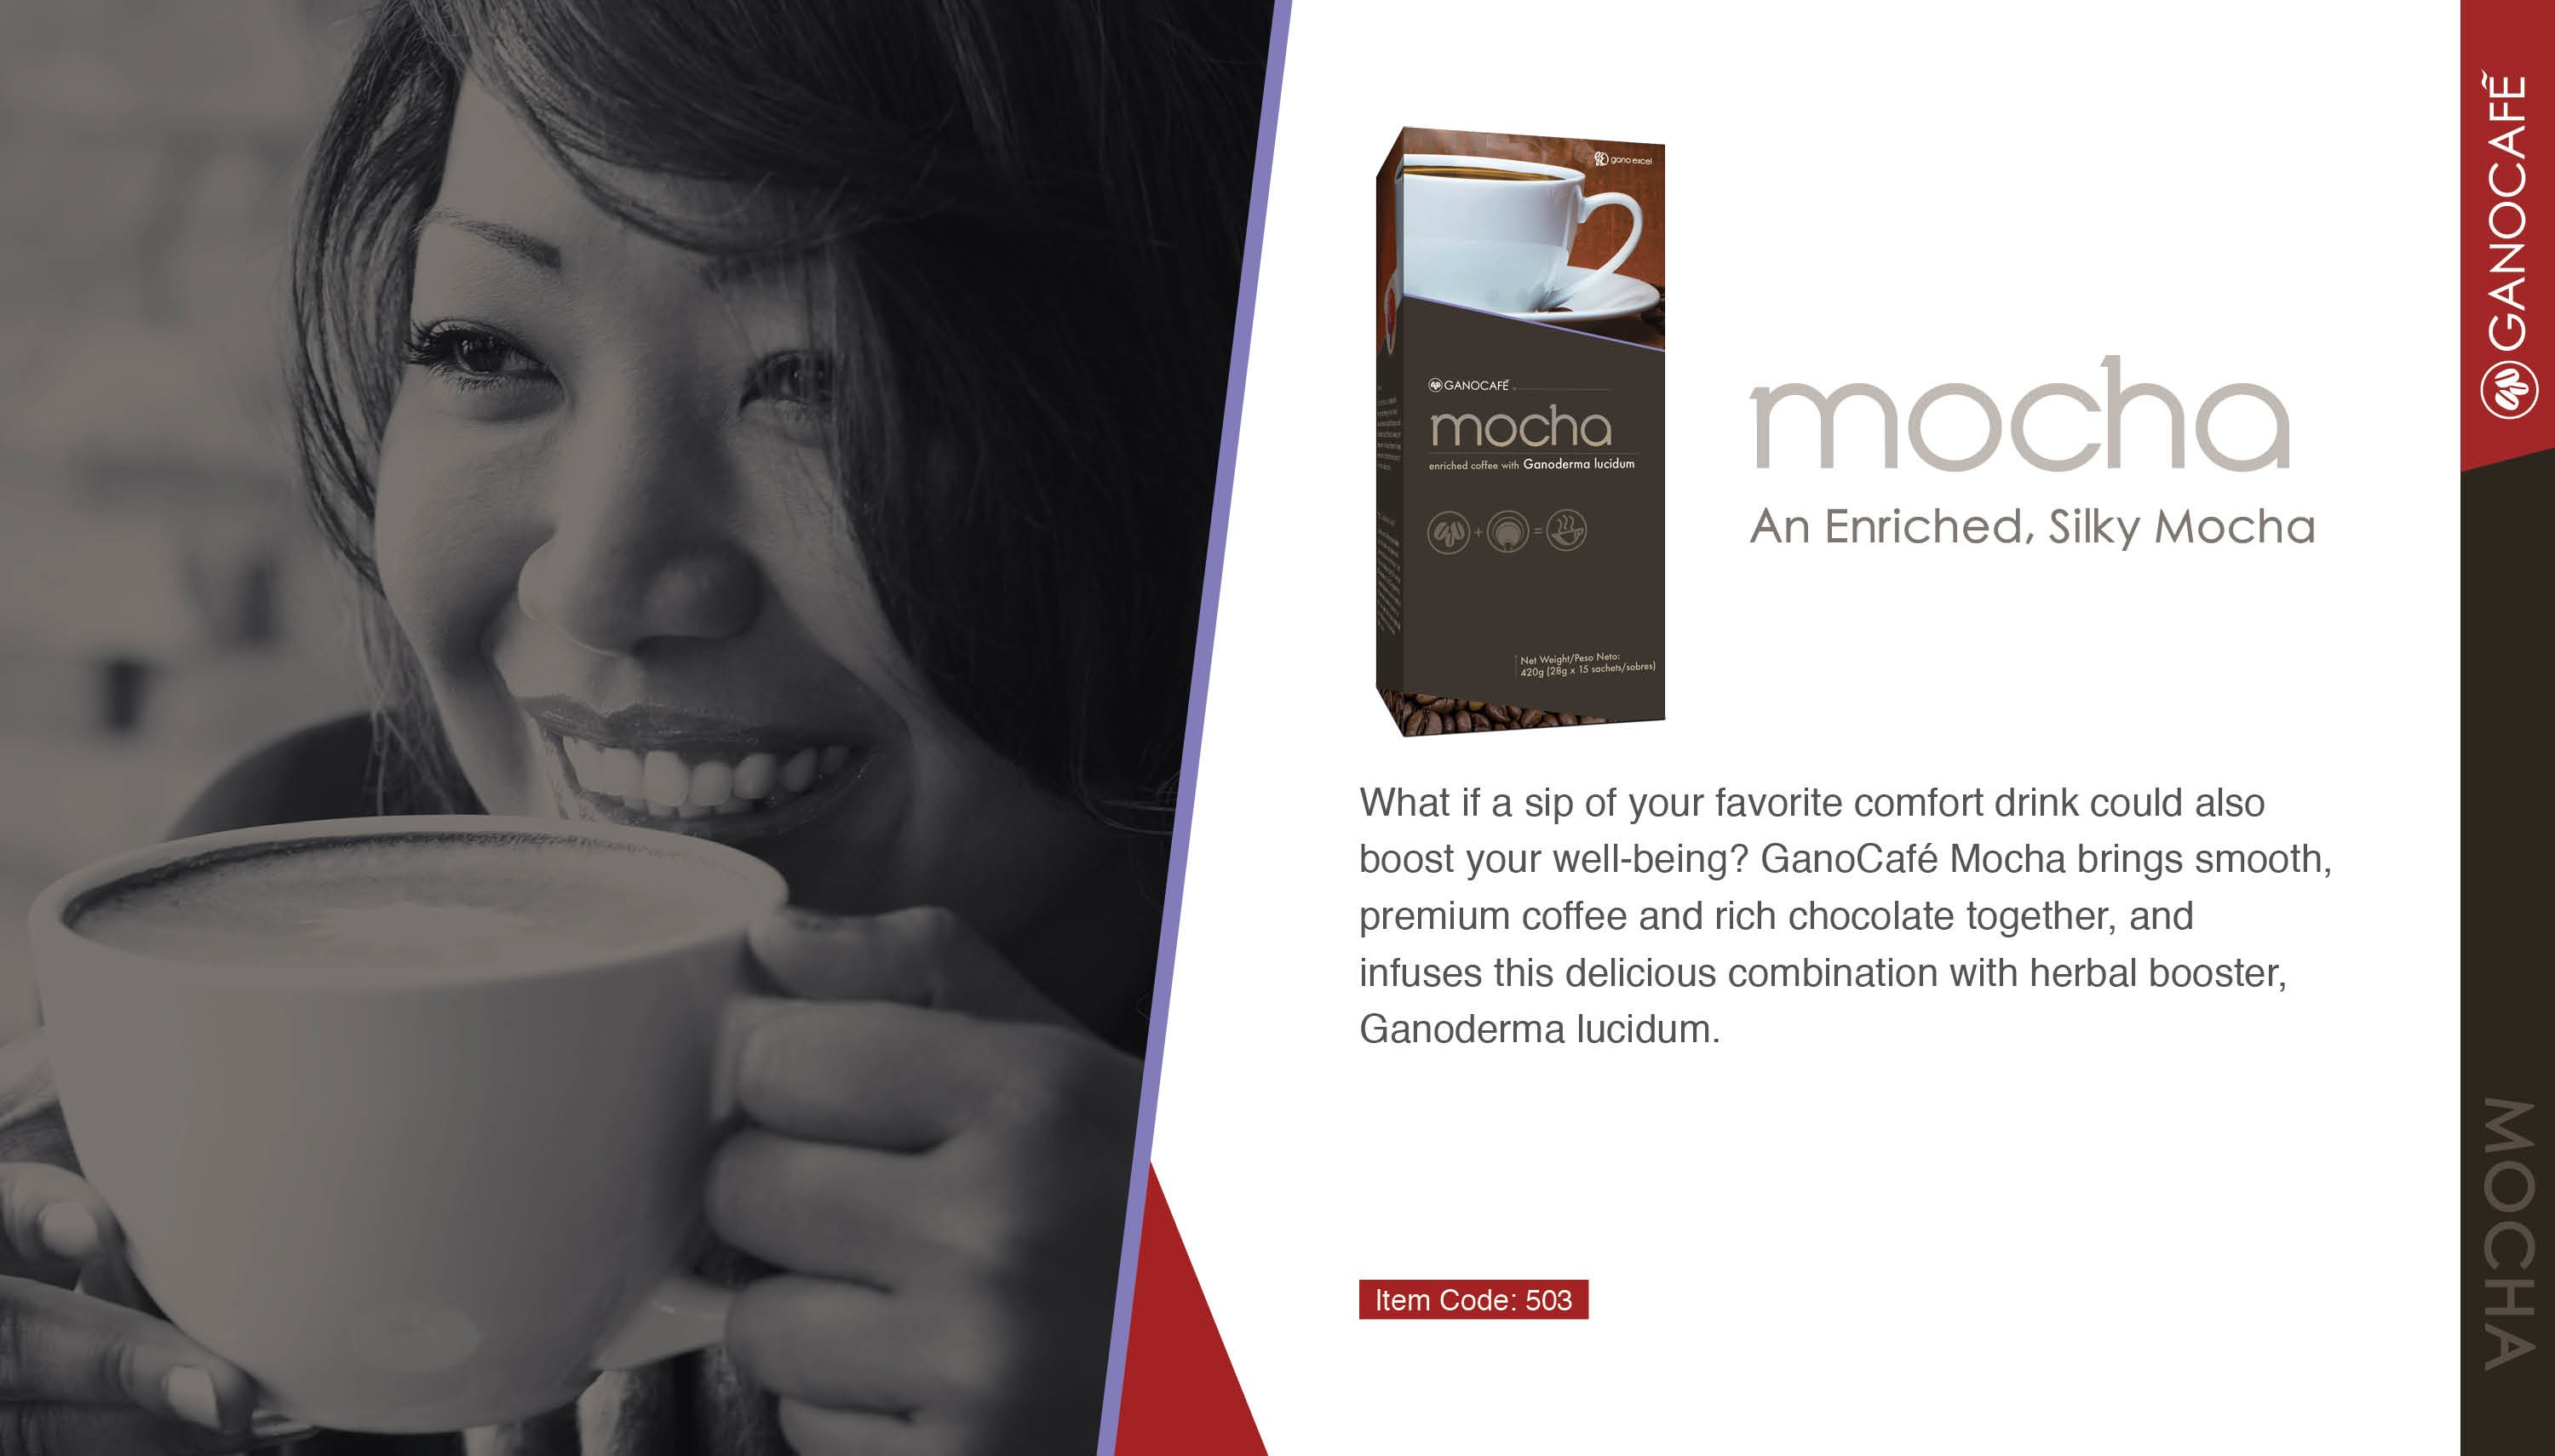 gano excel
GANOCAFÉ
mocha
enriched coffee with Ganoderma lucidum
+ =
Net Weight/Peso Neto:
420g (28g x 15 sachets/sobres)
mocha
An Enriched, Silky Mocha
What if a sip of your favorite comfort drink could also
boost your well-being? GanoCafé Mocha brings smooth,
premium coffee and rich chocolate together, and
infuses this delicious combination with herbal booster,
Ganoderma lucidum.
Item Code: 503
GANOCAFÉ
MOCHA